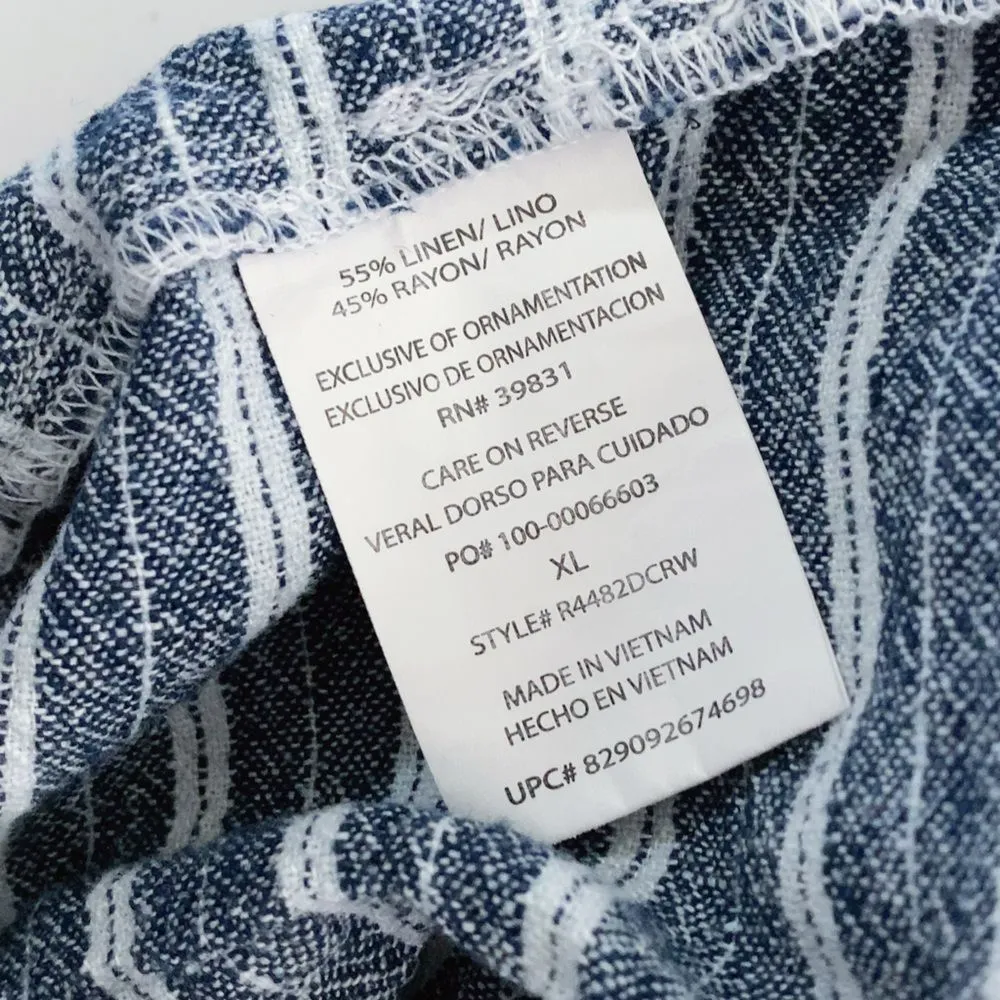 55% LINEN/ LINO
45% RAYON/ RAYON
EXCLUSIVE OF ORNAMENTATION
EXCLUSIVO DE ORNAMENTACION
RN# 39831
CARE ON REVERSE
VERAL DORSO PARA CUIDADO
PO# 100-00066603
XL
STYLE# R4482DCRW
MADE IN VIETNAM
HECHO EN VIETNAM
UPC# 829092674698